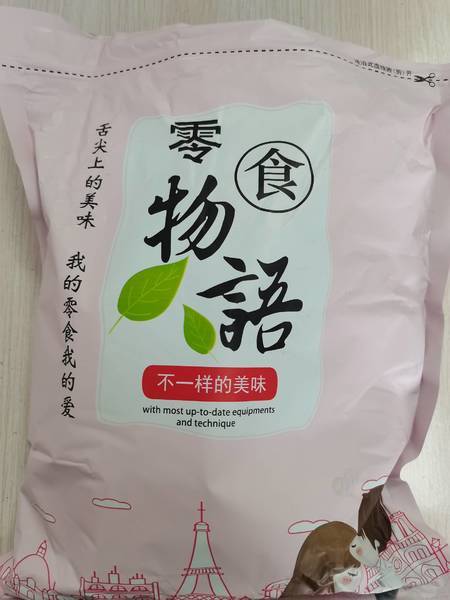 舌尖上的美味
我的零食我的爱
零食
物語
不一样的美味
with most up-to-date equipments
and technique